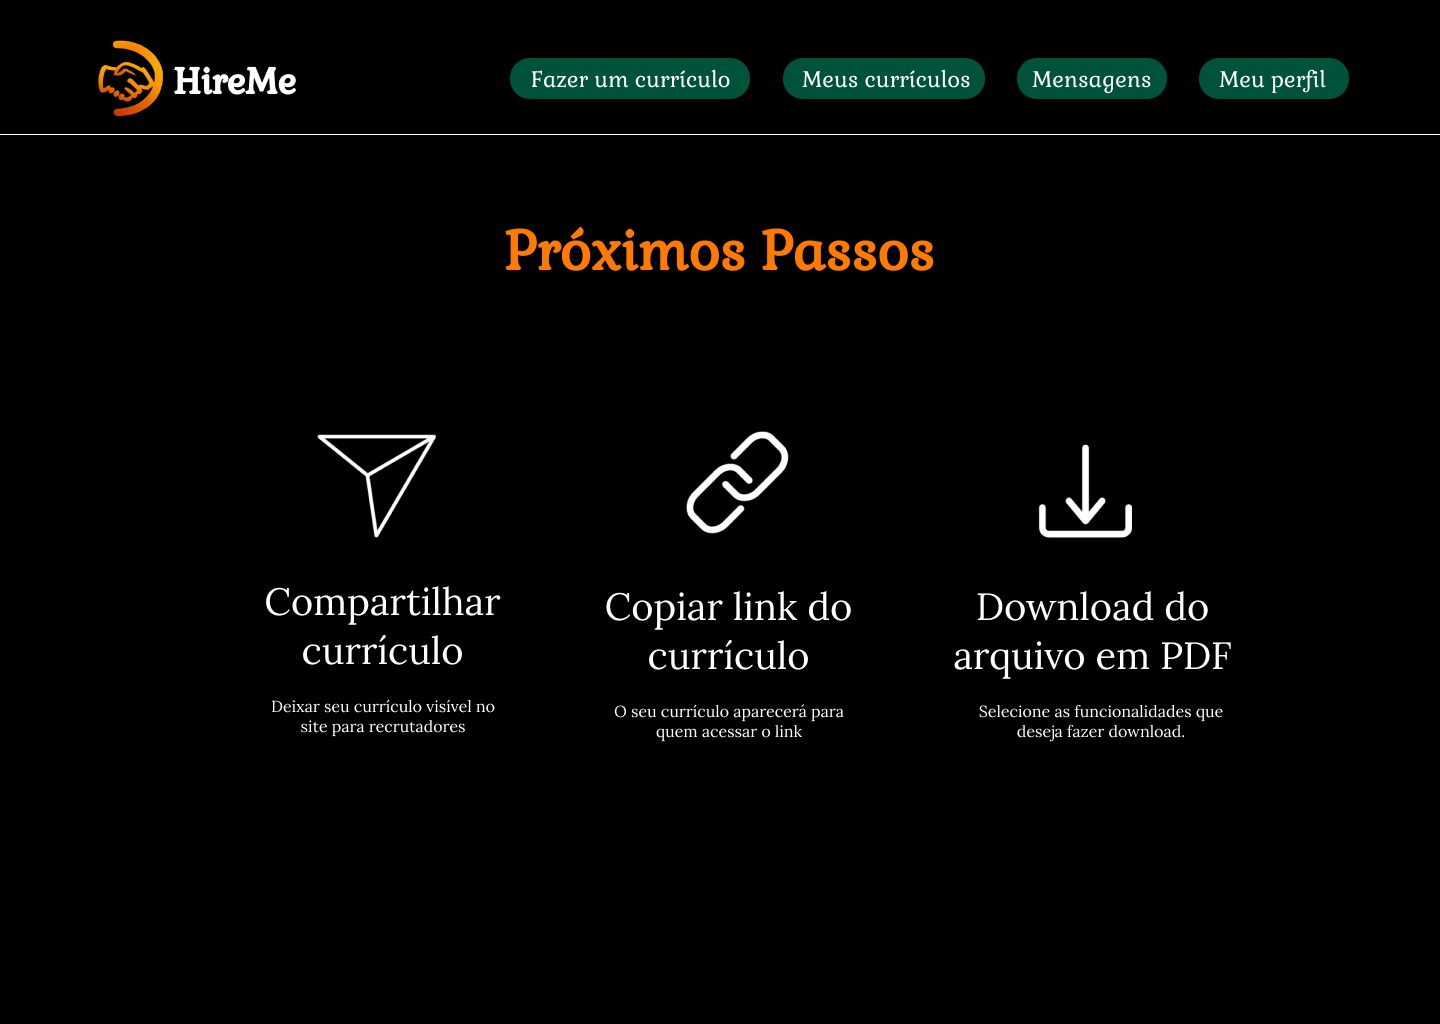 HireMe
Fazer um currículo
Meus currículos
Mensagens
Meu perfil
Próximos Passos
Compartilhar
currículo
Deixar seu currículo visível no
site para recrutadores
Copiar link do
currículo
O seu currículo aparecerá para
quem acessar o link
Download do
arquivo em PDF
Selecione as funcionalidades que
deseja fazer download.